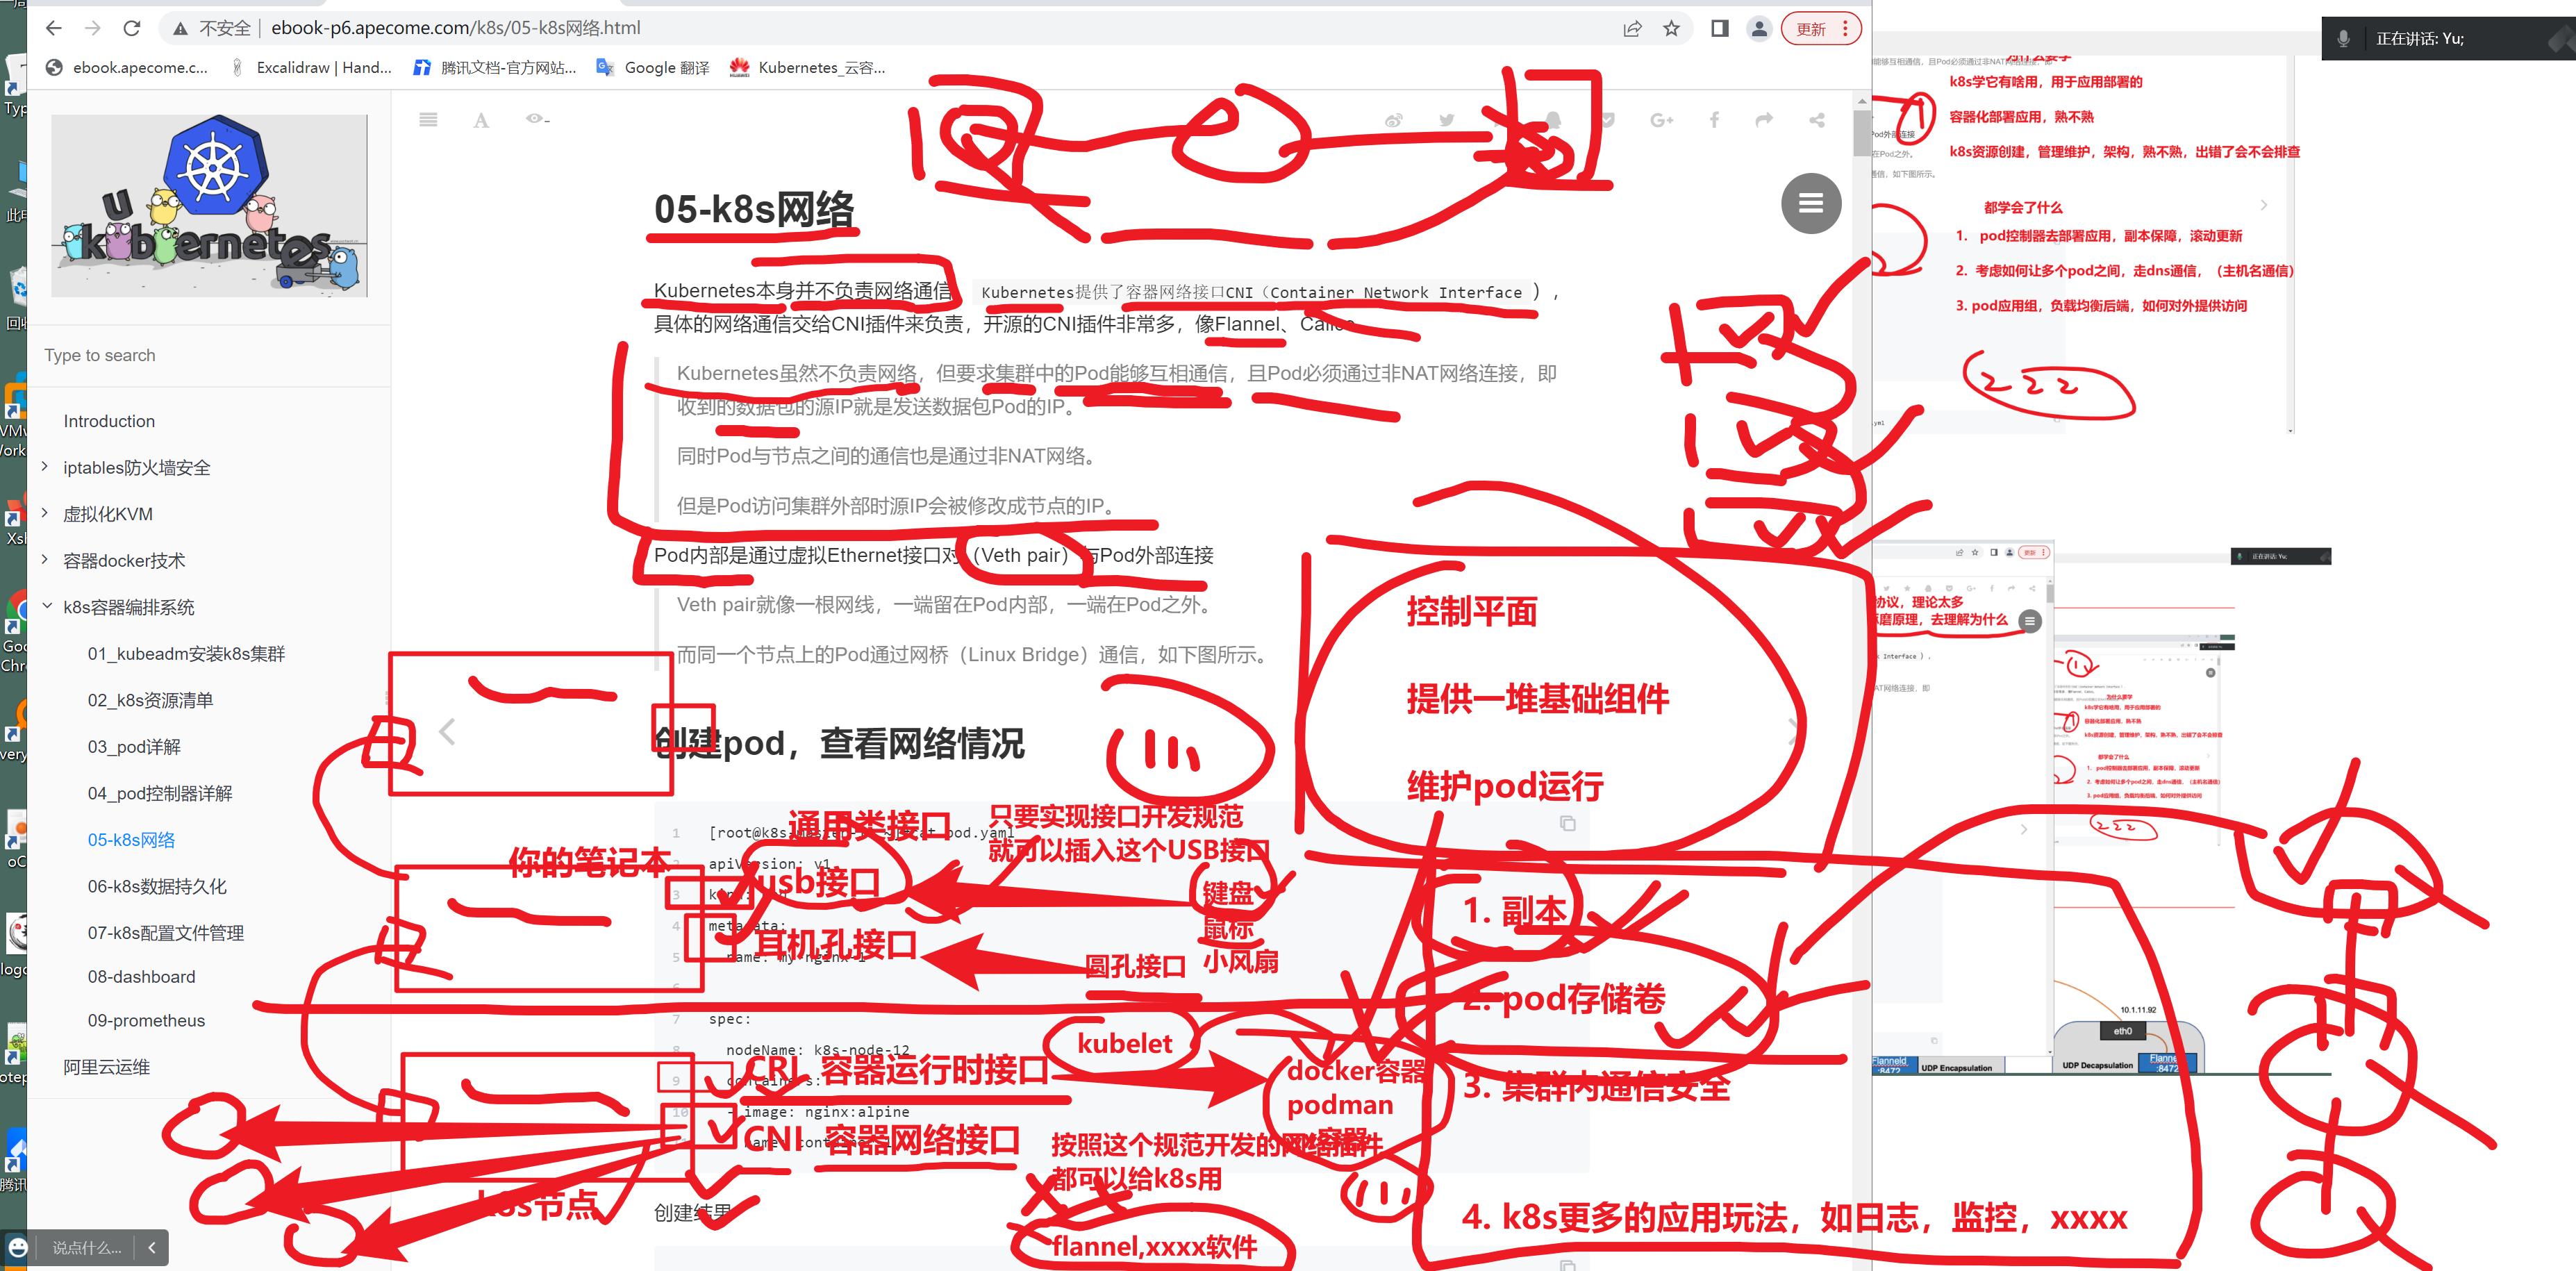 不安全
ebook-p6.apecome.com/k8s/05-k8s网络.html
更新
正在讲话: Yu;
ebook.apecome.c...
Excalidraw | Hand...
腾讯文档-官方网站...
Google 翻译
Kubernetes_云容...
k8s学它有啥用，用于应用部署的
容器化部署应用，熟不熟
Pod外部连接
k8s资源创建，管理维护，架构，熟不熟，出错了会不会排查
在Pod之外。
通信，如下图所示。
都学会了什么
1. pod控制器去部署应用，副本保障，滚动更新
2. 考虑如何让多个pod之间，走dns通信，（主机名通信）
3. pod应用组，负载均衡后端，如何对外提供访问
222
.yml
u
kubernetes
Type to search
Introduction
iptables防火墙安全
虚拟化KVM
容器docker技术
k8s容器编排系统
01_kubeadm安装k8s集群
02_k8s资源清单
03_pod详解
04_pod控制器详解
05-k8s网络
06-k8s数据持久化
07-k8s配置文件管理
08-dashboard
09-prometheus
阿里云运维
05-k8s网络
Kubernetes本身并不负责网络通信
Kubernetes提供了容器网络接口CNI（Container Network Interface ），
具体的网络通信交给CNI插件来负责，开源的CNI插件非常多，像Flannel、Calico
Kubernetes虽然不负责网络，但要求集群中的Pod能够互相通信，且Pod必须通过非NAT网络连接，即
收到的数据包的源IP就是发送数据包Pod的IP。
同时Pod与节点之间的通信也是通过非NAT网络。
但是Pod访问集群外部时源IP会被修改成节点的IP。
Pod内部是通过虚拟Ethernet接口对（Veth pair）与Pod外部连接
Veth pair就像一根网线，一端留在Pod内部，一端在Pod之外。
而同一个节点上的Pod通过网桥（Linux Bridge）通信，如下图所示。
创建pod，查看网络情况
控制平面
提供一堆基础组件
维护pod运行
通用类接口
只要实现接口开发规范
就可以插入这个USB接口
你的笔记本
usb接口
键盘
鼠标
小风扇
耳机孔接口
圆孔接口
1
2 apiVersion: v1
3
4 metadata:
5 name: my-nginx-1
6
7 spec:
8 nodeName: k8s-node-12
9 containers:
10 - image: nginx:alpine
1. 副本
2. pod存储卷
3. 集群内通信安全
4. k8s更多的应用玩法，如日志，监控，xxxx
kubelet
CRI 容器运行时接口
docker容器
podman
CNI 容器网络接口
按照这个规范开发的网络插件
都可以给k8s用
k8s节点
flannel,xxxx软件
创建结果
说点什么...
协议，理论太多
磨原理，去理解为什么
正在讲话: Yu;
AT网络连接，即
10.1.11.92
eth0
Flanneld
:8472
UDP Encapsulation
UDP Decapsulation
:8472